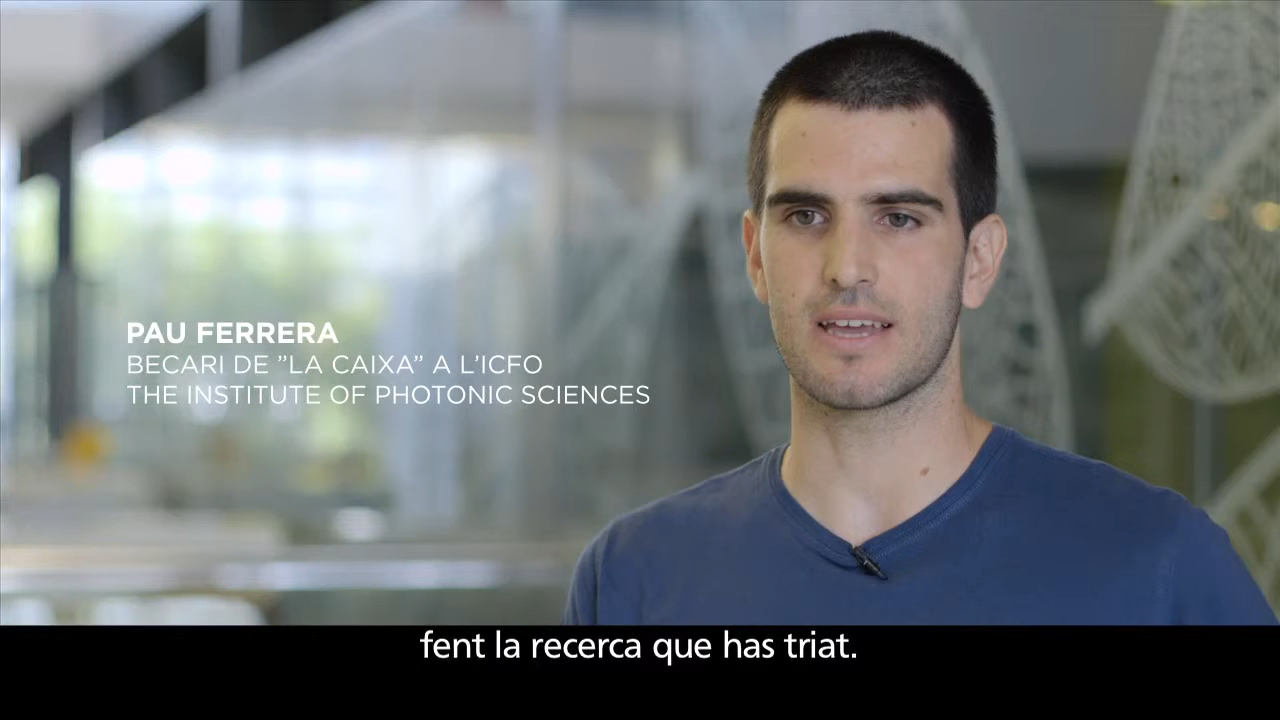 PAU FERRERA
BECARI DE ”LA CAIXA” A L’ICFO
THE INSTITUTE OF PHOTONIC SCIENCES
fent la recerca que has triat.